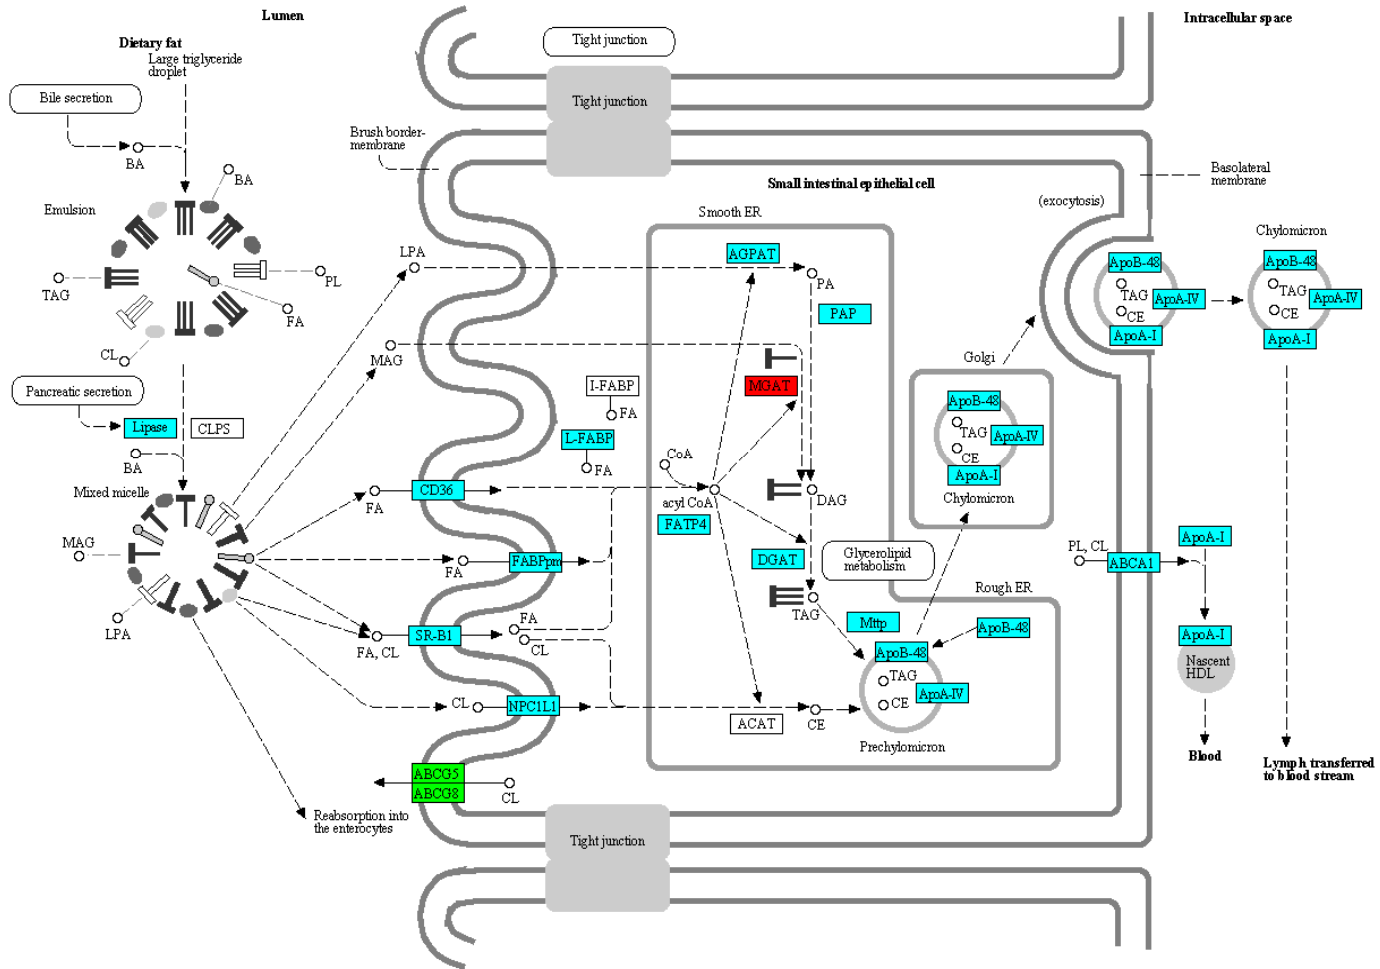 Lumen
Intracellular space
Dietary fat
Large triglyceride
droplet
Tight junction
Bile secretion
Tight junction
Brush border-
membrane
BA
BA
Basolateral
membrane
Small intestinal epithelial cell
Emulsion
Smooth ER
(exocytosis)
Chylomicron
LPA
AGPAT
ApoB-48
ApoB-48
TAG
PL
PA
TAG
CE
ApoA-IV
TAG
CE
ApoA-IV
FA
PAP
ApoA-I
ApoA-I
CL
MAG
Golgi
Pancreatic secretion
I-FABP
FA
MGAT
ApoB-48
Lipase
CLPS
L-FABP
TAG
ApoA-IV
BA
FA
CoA
CE
ApoA-I
Mixed micelle
CD36
FA
acyl CoA
DAG
Chylomicron
FATP4
MAG
FABPpm
FA
DGAT
Glycerolipid
metabolism
PL, CL
ABCA1
ApoA-I
Rough ER
LPA
TAG
FA
Mttp
ApoB-48
SR-B1
FA, CL
CL
ApoB-48
ApoA-I
Nascent
HDL
TAG
ApoA-IV
CL
NPC1L1
CE
ACAT
CE
Prechylomicron
Blood
Lymph transferred
to blood stream
ABCG5
ABCG8
CL
Reabsorption into
the enterocytes
Tight junction